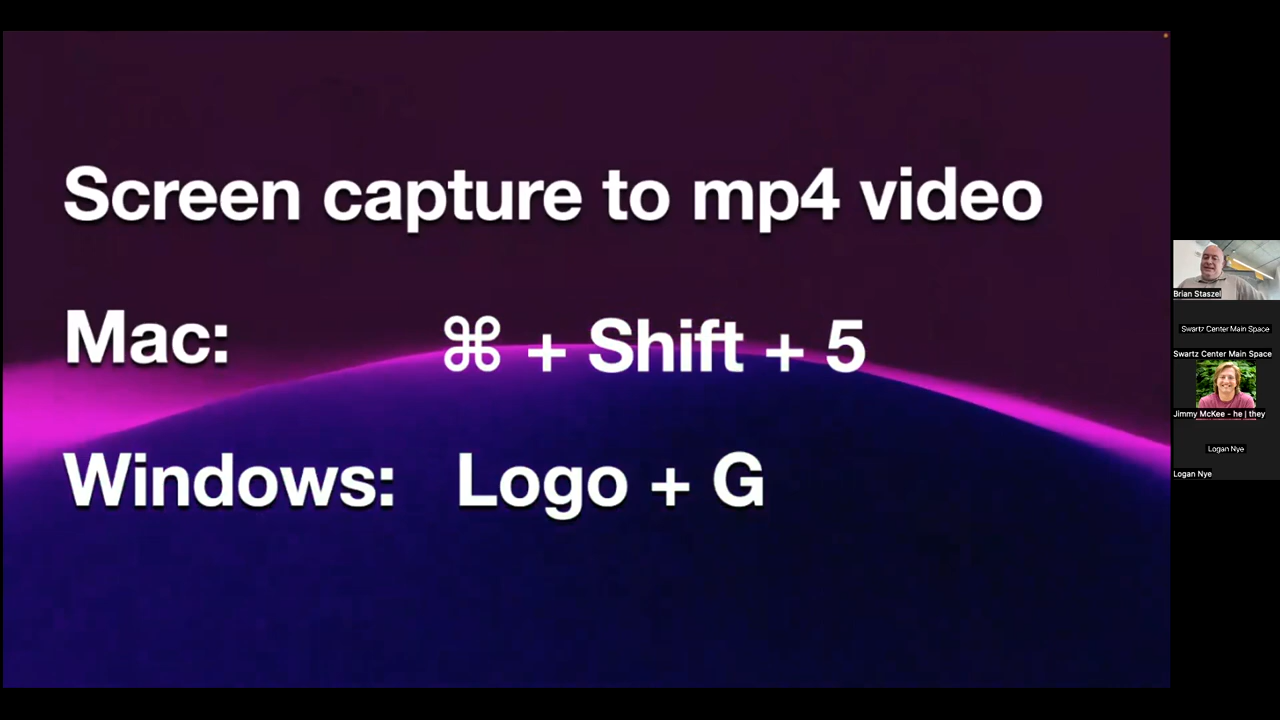 Screen capture to mp4 video
Mac: ⌘ + Shift + 5
Windows: Logo + G
Brian Staszel
Swartz Center Main Space
Swartz Center Main Space
Jimmy McKee - he | they
Logan Nye
Logan Nye